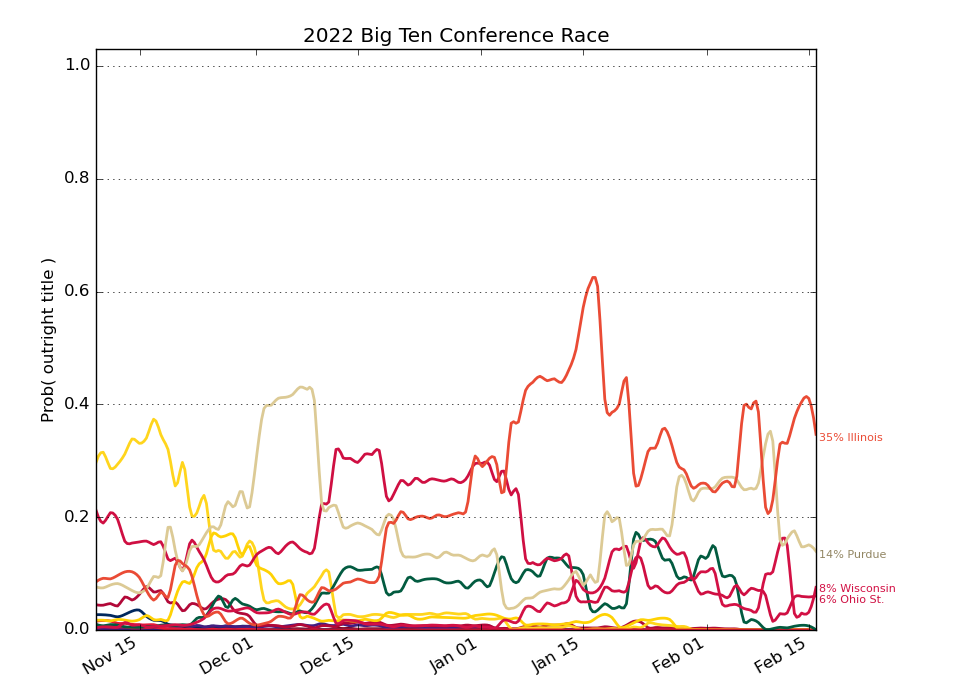 2022 Big Ten Conference Race
Prob( outright title )
1.0
0.8
0.6
0.4
0.2
0.0
35% Illinois
14% Purdue
8% Wisconsin
6% Ohio St.
Nov 15
Dec 01
Dec 15
Jan 01
Jan 15
Feb 01
Feb 15